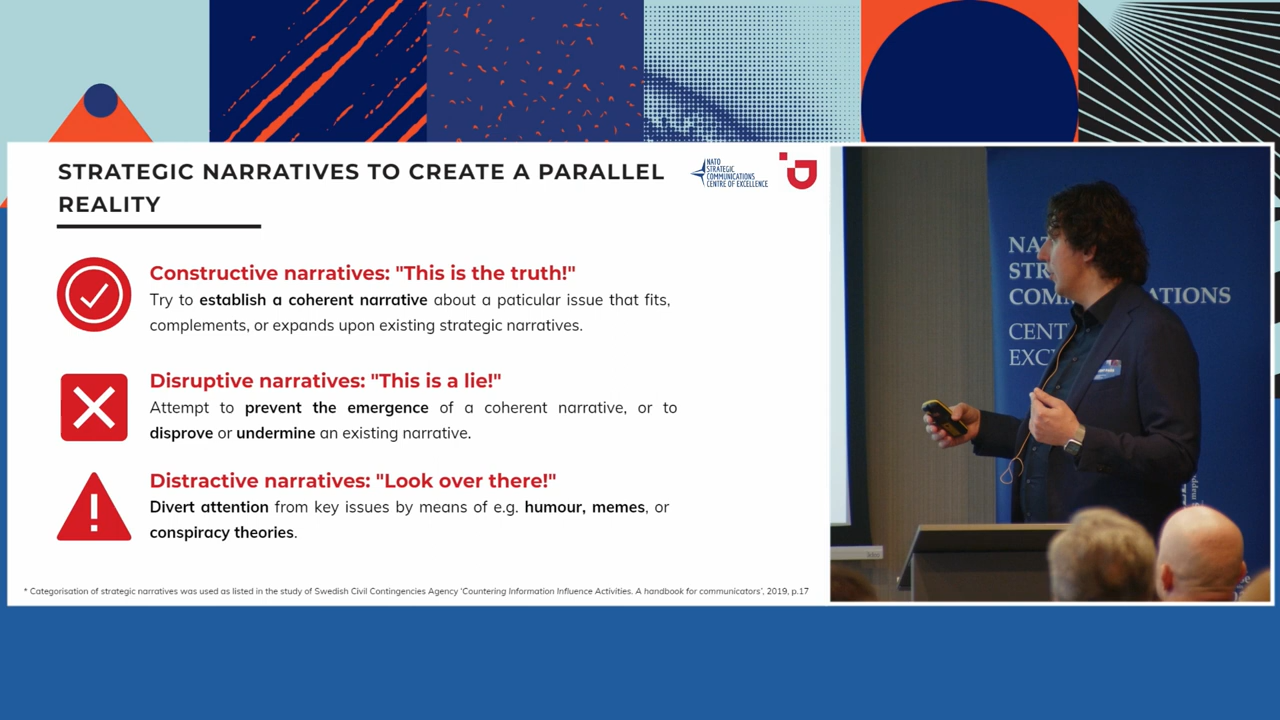 STRATEGIC NARRATIVES TO CREATE A PARALLEL
REALITY
NATO
STRATEGIC
COMMUNICATIONS
CENTRE OF EXCELLENCE
Constructive narratives: "This is the truth!"
Try to establish a coherent narrative about a paticular issue that fits,
complements, or expands upon existing strategic narratives.
Disruptive narratives: "This is a lie!"
Attempt to prevent the emergence of a coherent narrative, or to
disprove or undermine an existing narrative.
Distractive narratives: "Look over there!"
Divert attention from key issues by means of e.g. humour, memes, or
conspiracy theories.
* Categorisation of strategic narratives was used as listed in the study of Swedish Civil Contingencies Agency 'Countering Information Influence Activities. A handbook for communicators', 2019, p.17
NAT
STR
COM ATIONS
CENT
EXC